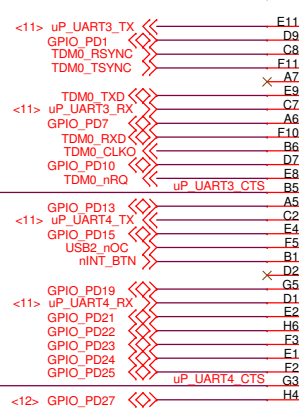 <11> uP_UART3_TX E11
GPIO_PD1 D9
TDM0_RSYNC C8
TDM0_TSYNC F11
A7
TDM0_TXD E9
<11> uP_UART3_RX C7
GPIO_PD7 A6
TDM0_RXD F10
TDM0_CLKO B6
GPIO_PD10 D7
TDM0_nRQ E8
uP_UART3_CTS B5
GPIO_PD13 A5
<11> uP_UART4_TX C2
GPIO_PD15 E4
USB2_nOC F5
nINT_BTN B1
D2
GPIO_PD19 G5
<11> uP_UART4_RX D1
GPIO_PD21 E2
GPIO_PD22 H6
GPIO_PD23 F3
GPIO_PD24 E1
GPIO_PD25 F2
uP_UART4_CTS G3
<12> GPIO_PD27 H4